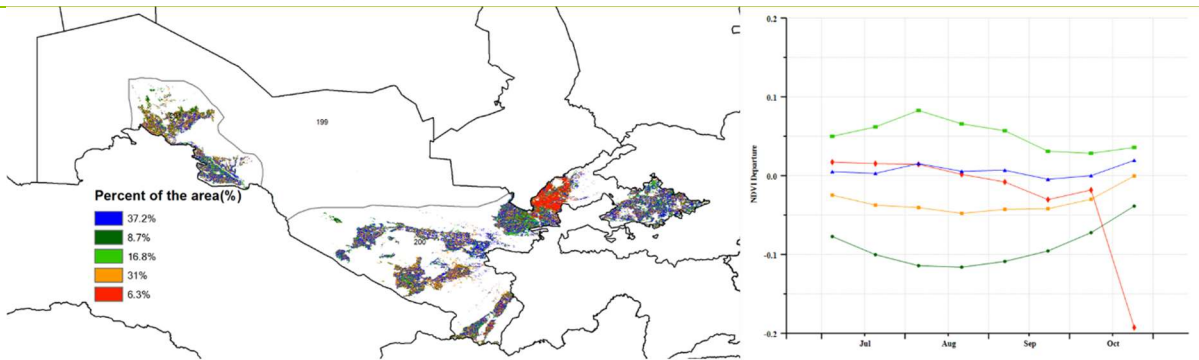 199
200
Percent of the area(%)
37.2%
8.7%
16.8%
31%
6.3%
NDVI Departure
0.2
0.1
0.0
-0.1
-0.2
Jul
Aug
Sep
Oct